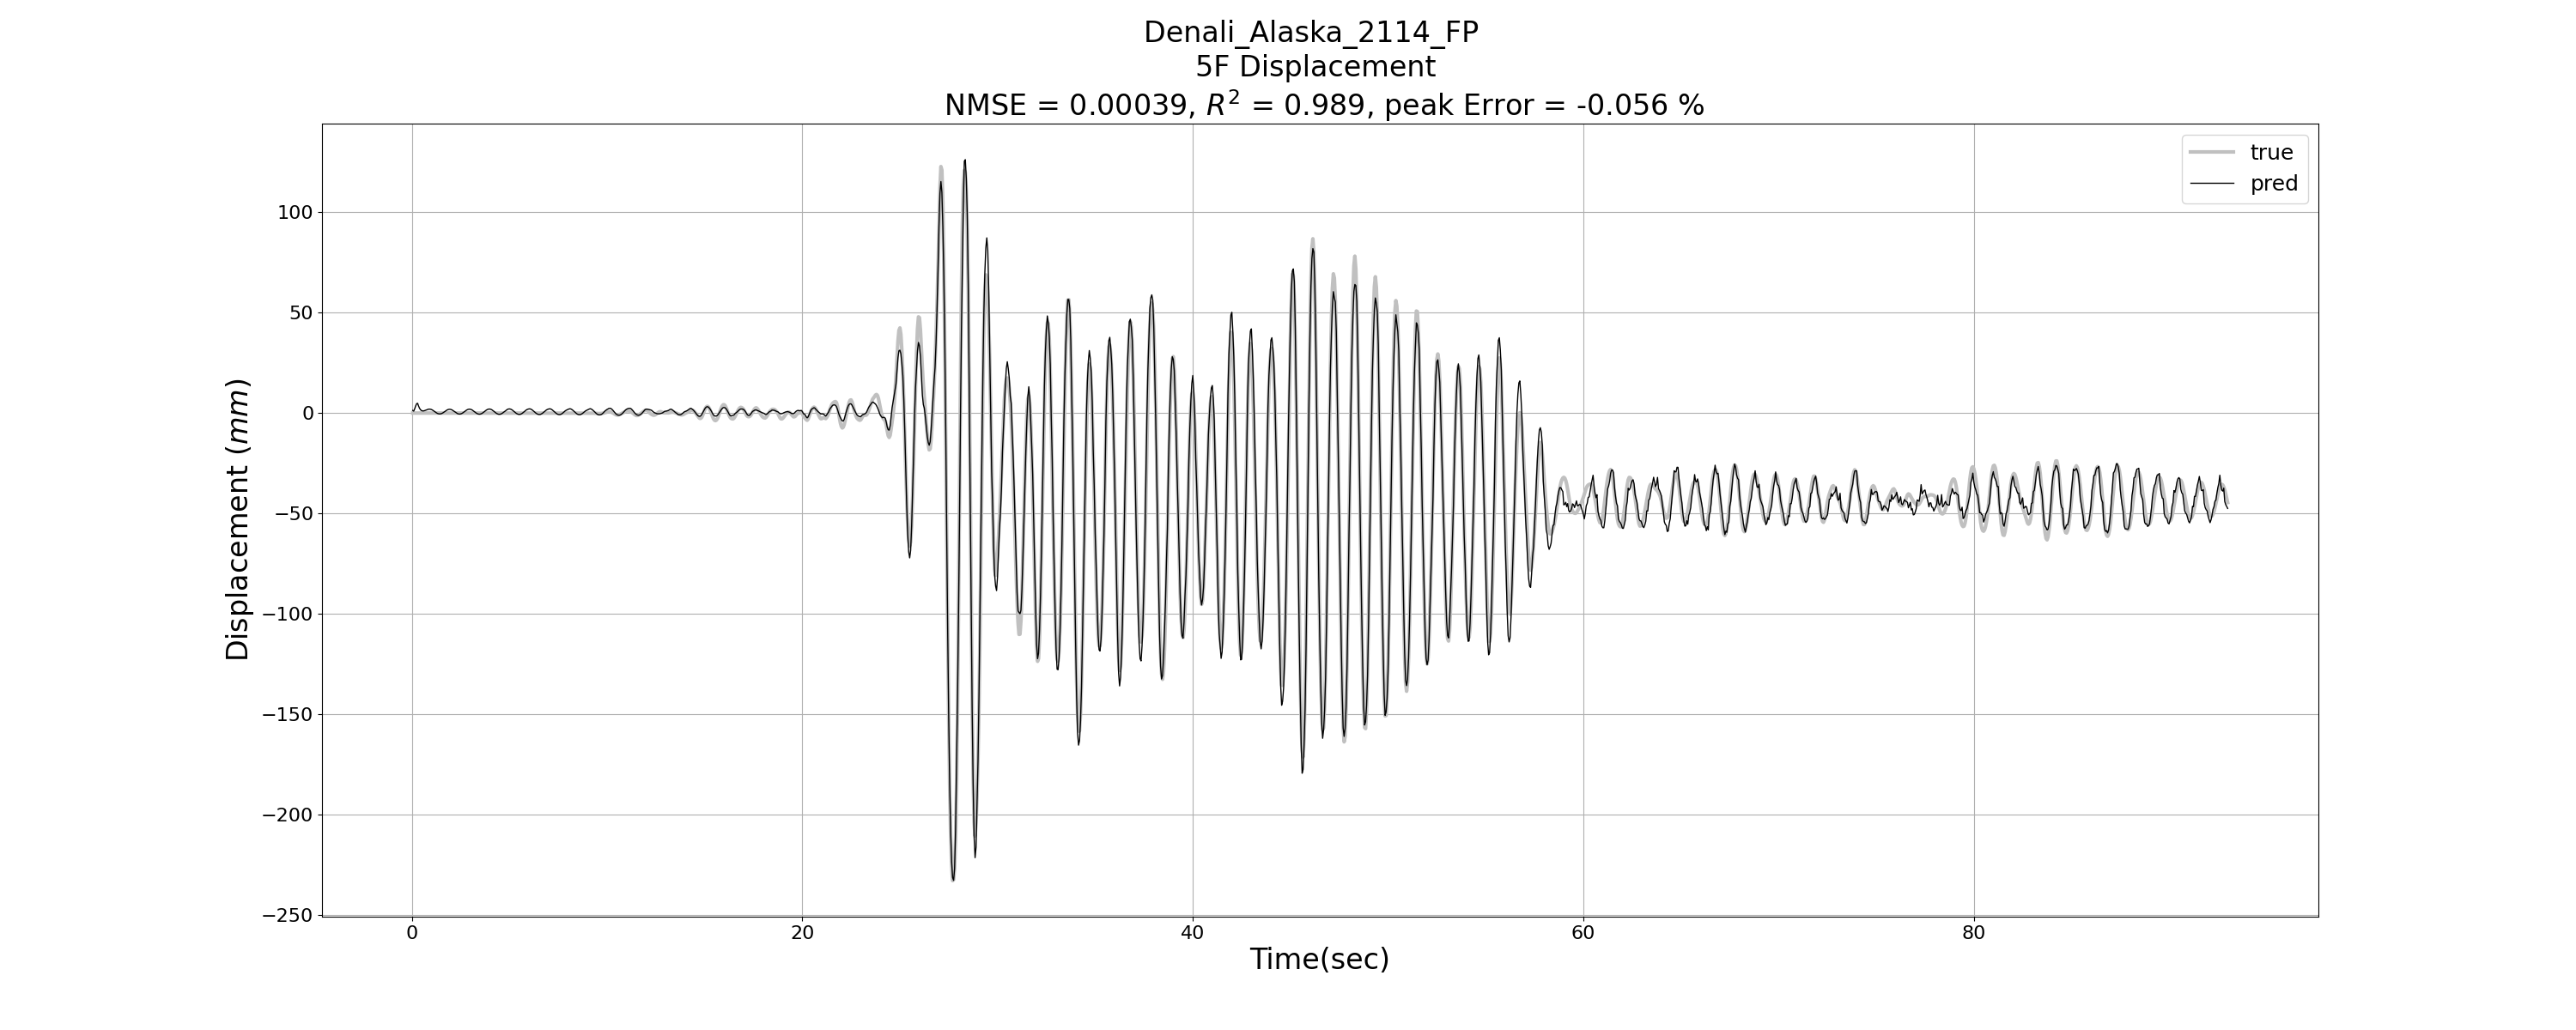 Denali_Alaska_2114_FP
5F Displacement
NMSE = 0.00039, R² = 0.989, peak Error = -0.056 %
true
pred
100
50
0
−50
−100
−150
−200
−250
Displacement (mm)
0 20 40 60 80
Time(sec)